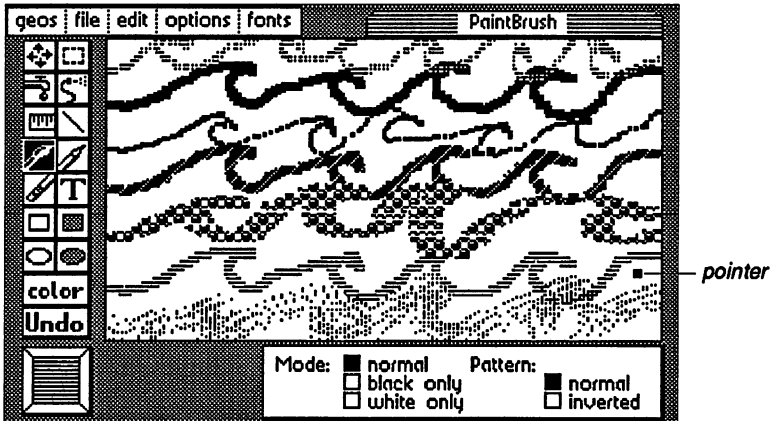 geos file edit options fonts PaintBrush
T
color
Undo
pointer
Mode: normal Pattern:
black only normal
white only inverted